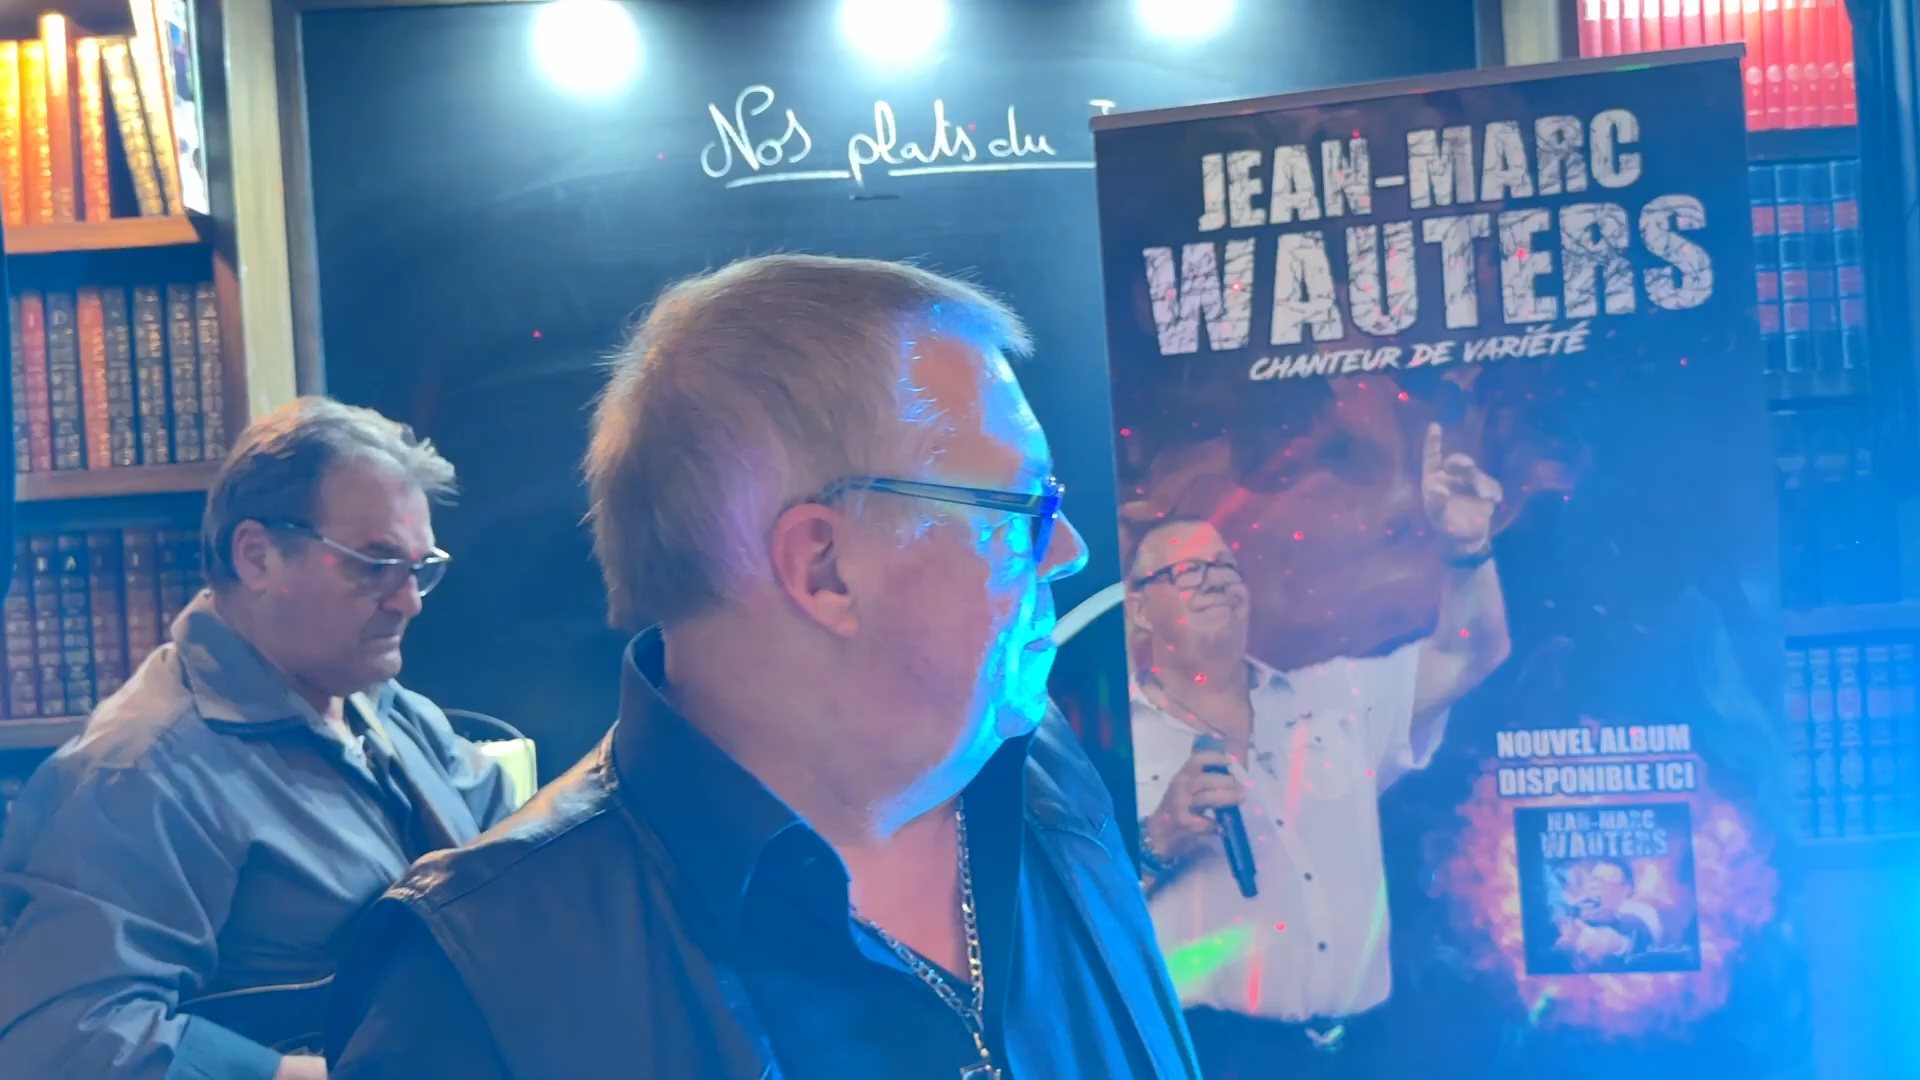 Nos plats du
JEAN-MARC
WAUTERS
CHANTEUR DE VARIÉTÉ
NOUVEL ALBUM
DISPONIBLE ICI
JEAN-MARC
WAUTERS